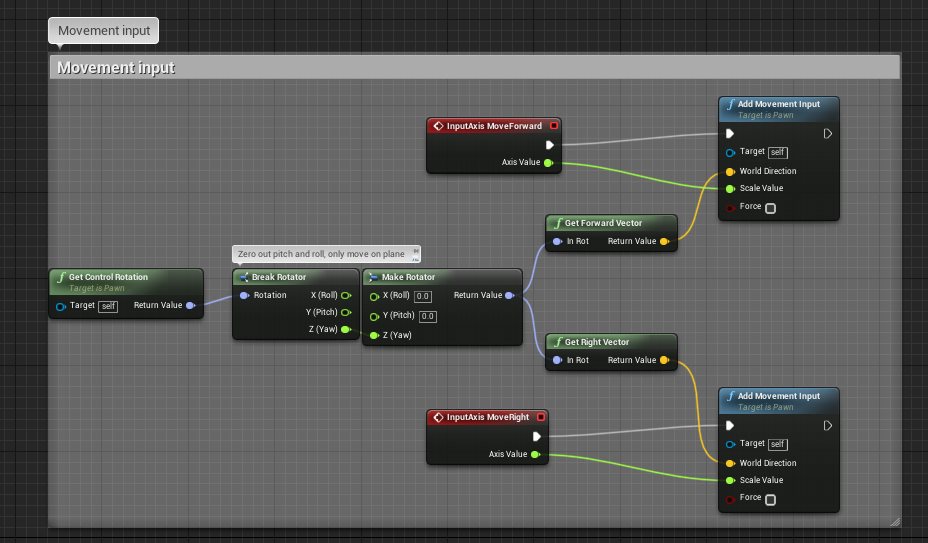 Movement input
Movement input
Add Movement Input
Target is Pawn
InputAxis MoveForward
Axis Value
Target self
World Direction
Scale Value
Force
Get Forward Vector
In Rot Return Value
Zero out pitch and roll, only move on plane
Get Control Rotation
Target is Pawn
Target self Return Value
Break Rotator
Rotation X (Roll)
Y (Pitch)
Z (Yaw)
Make Rotator
X (Roll) 0.0 Return Value
Y (Pitch) 0.0
Z (Yaw)
Get Right Vector
In Rot Return Value
InputAxis MoveRight
Axis Value
Add Movement Input
Target is Pawn
Target self
World Direction
Scale Value
Force